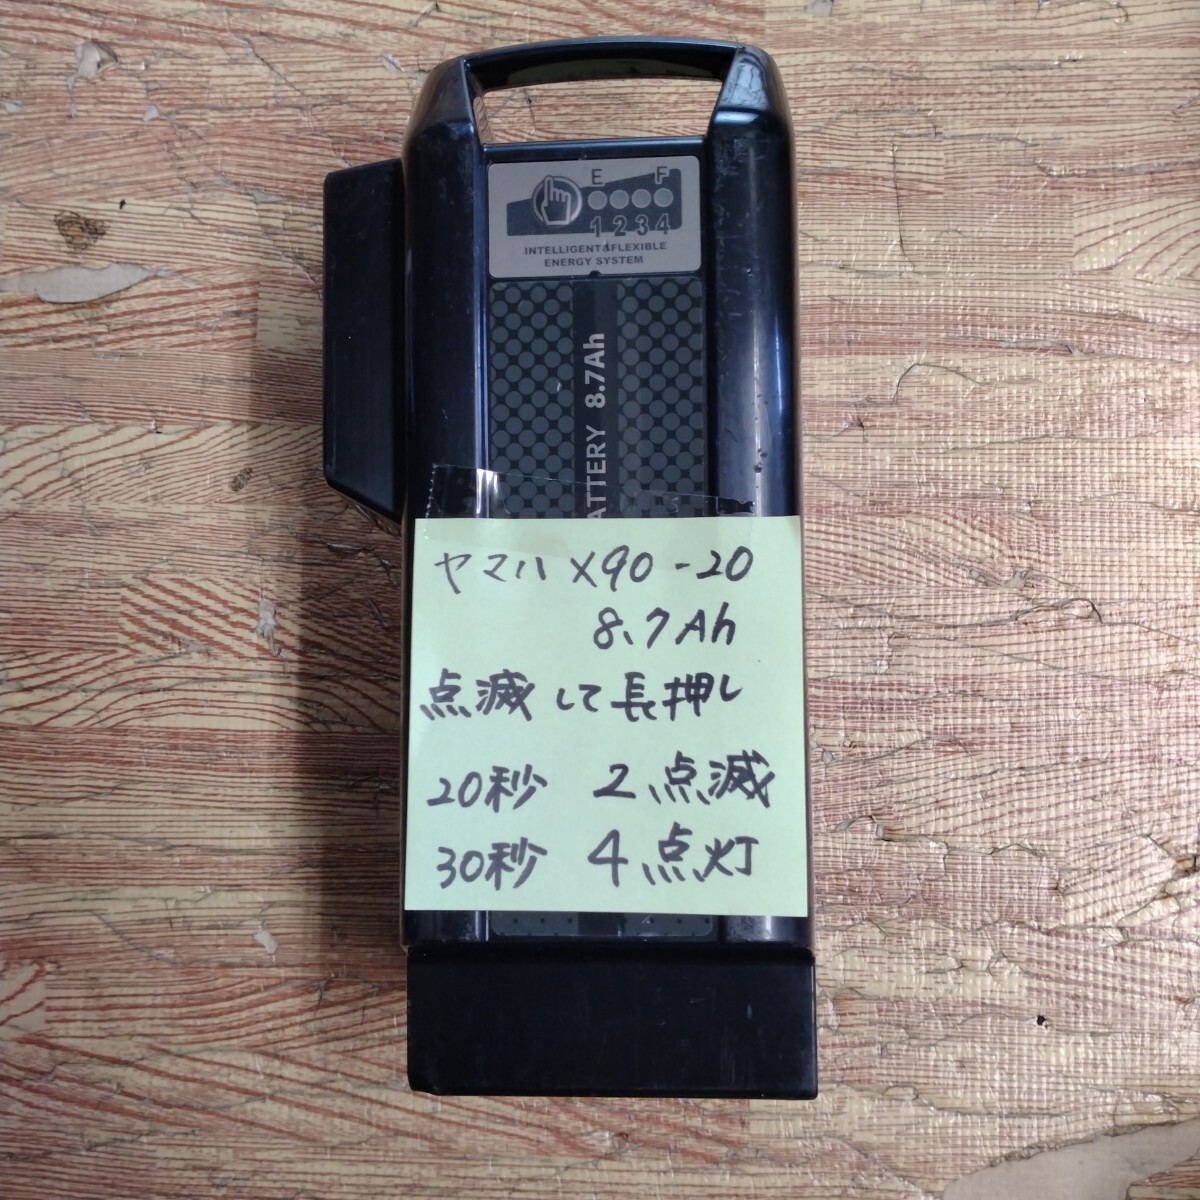 E F
1 2 3 4
INTELLIGENT&FLEXIBLE
ENERGY SYSTEM
ATTERY 8.7Ah
ヤマハ X90-20
8.7Ah
点滅して長押し
20秒 2点滅
30秒 4点灯